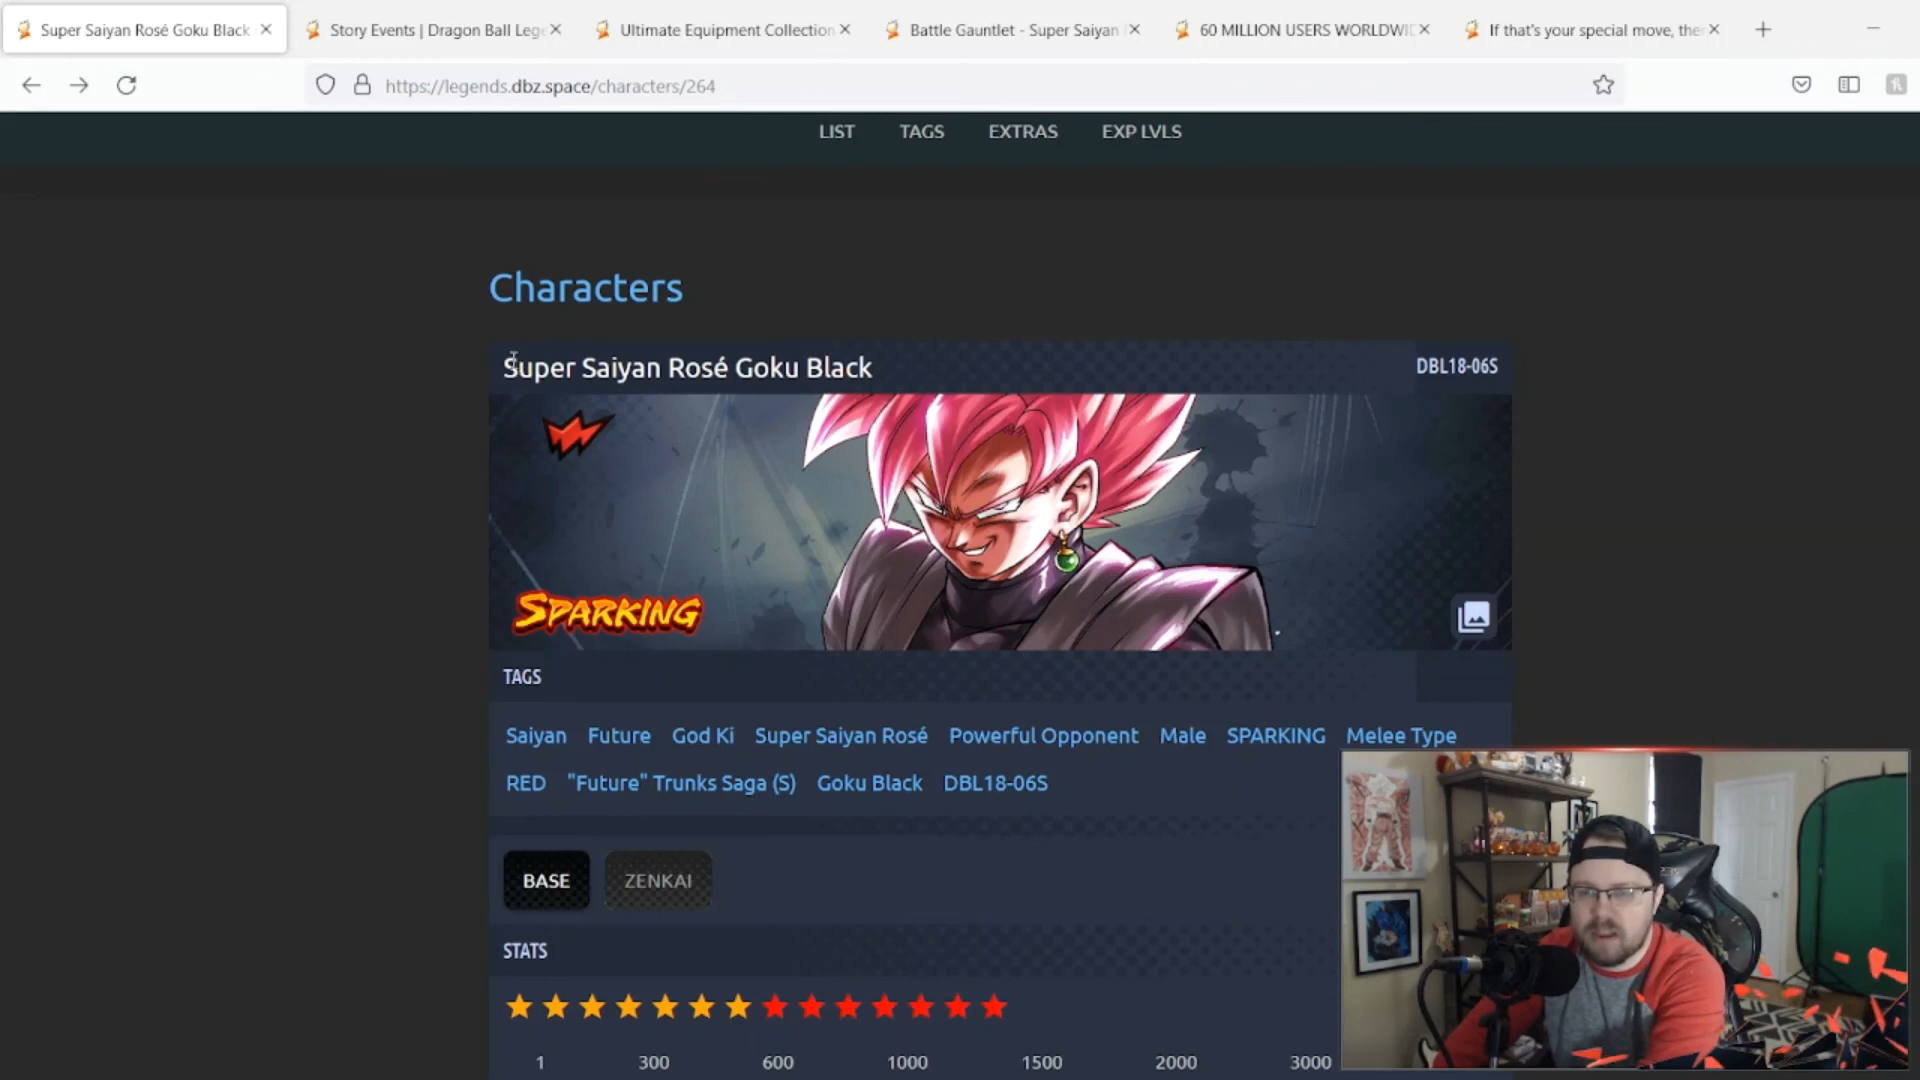 Super Saiyan Rosé Goku Black
Story Events | Dragon Ball Lege
Ultimate Equipment Collection
Battle Gauntlet - Super Saiyan
60 MILLION USERS WORLDWI
If that's your special move, the
https://legends.dbz.space/characters/264
LIST TAGS EXTRAS EXP LVLS
Characters
Super Saiyan Rosé Goku Black DBL18-06S
SPARKING
TAGS
Saiyan Future God Ki Super Saiyan Rosé Powerful Opponent Male SPARKING Melee Type
RED "Future" Trunks Saga (S) Goku Black DBL18-06S
BASE ZENKAI
STATS
1 300 600 1000 1500 2000 3000